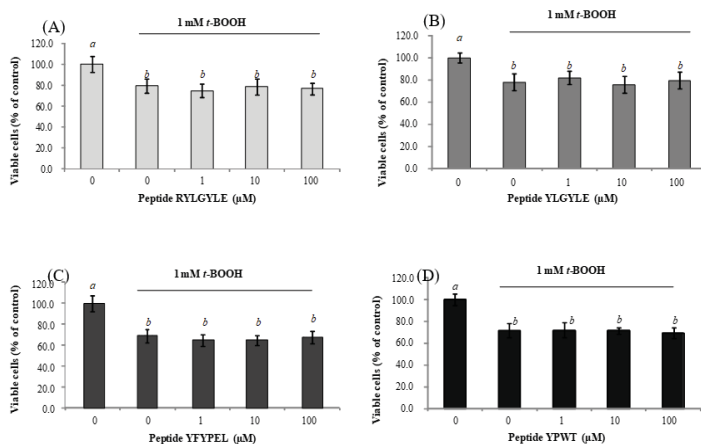 (A)
1 mM t-BOOH
Viable cells (% of control)
120.0
100.0
80.0
60.0
40.0
20.0
0.0
a
b
b
b
b
0
0
1
10
100
Peptide RYLGYLE (µM)
(B)
1 mM t-BOOH
Viable cells (% of control)
120.0
100.0
80.0
60.0
40.0
20.0
0.0
a
b
b
b
b
0
0
1
10
100
Peptide YLGYLE (µM)
(C)
1 mM t-BOOH
Viable cells (% of control)
120.0
100.0
80.0
60.0
40.0
20.0
0.0
a
b
b
b
b
0
0
1
10
100
Peptide YFYPEL (µM)
(D)
1 mM t-BOOH
Viable cells (% of control)
120.0
100.0
80.0
60.0
40.0
20.0
0.0
a
b
b
b
b
0
0
1
10
100
Peptide YPWT (µM)